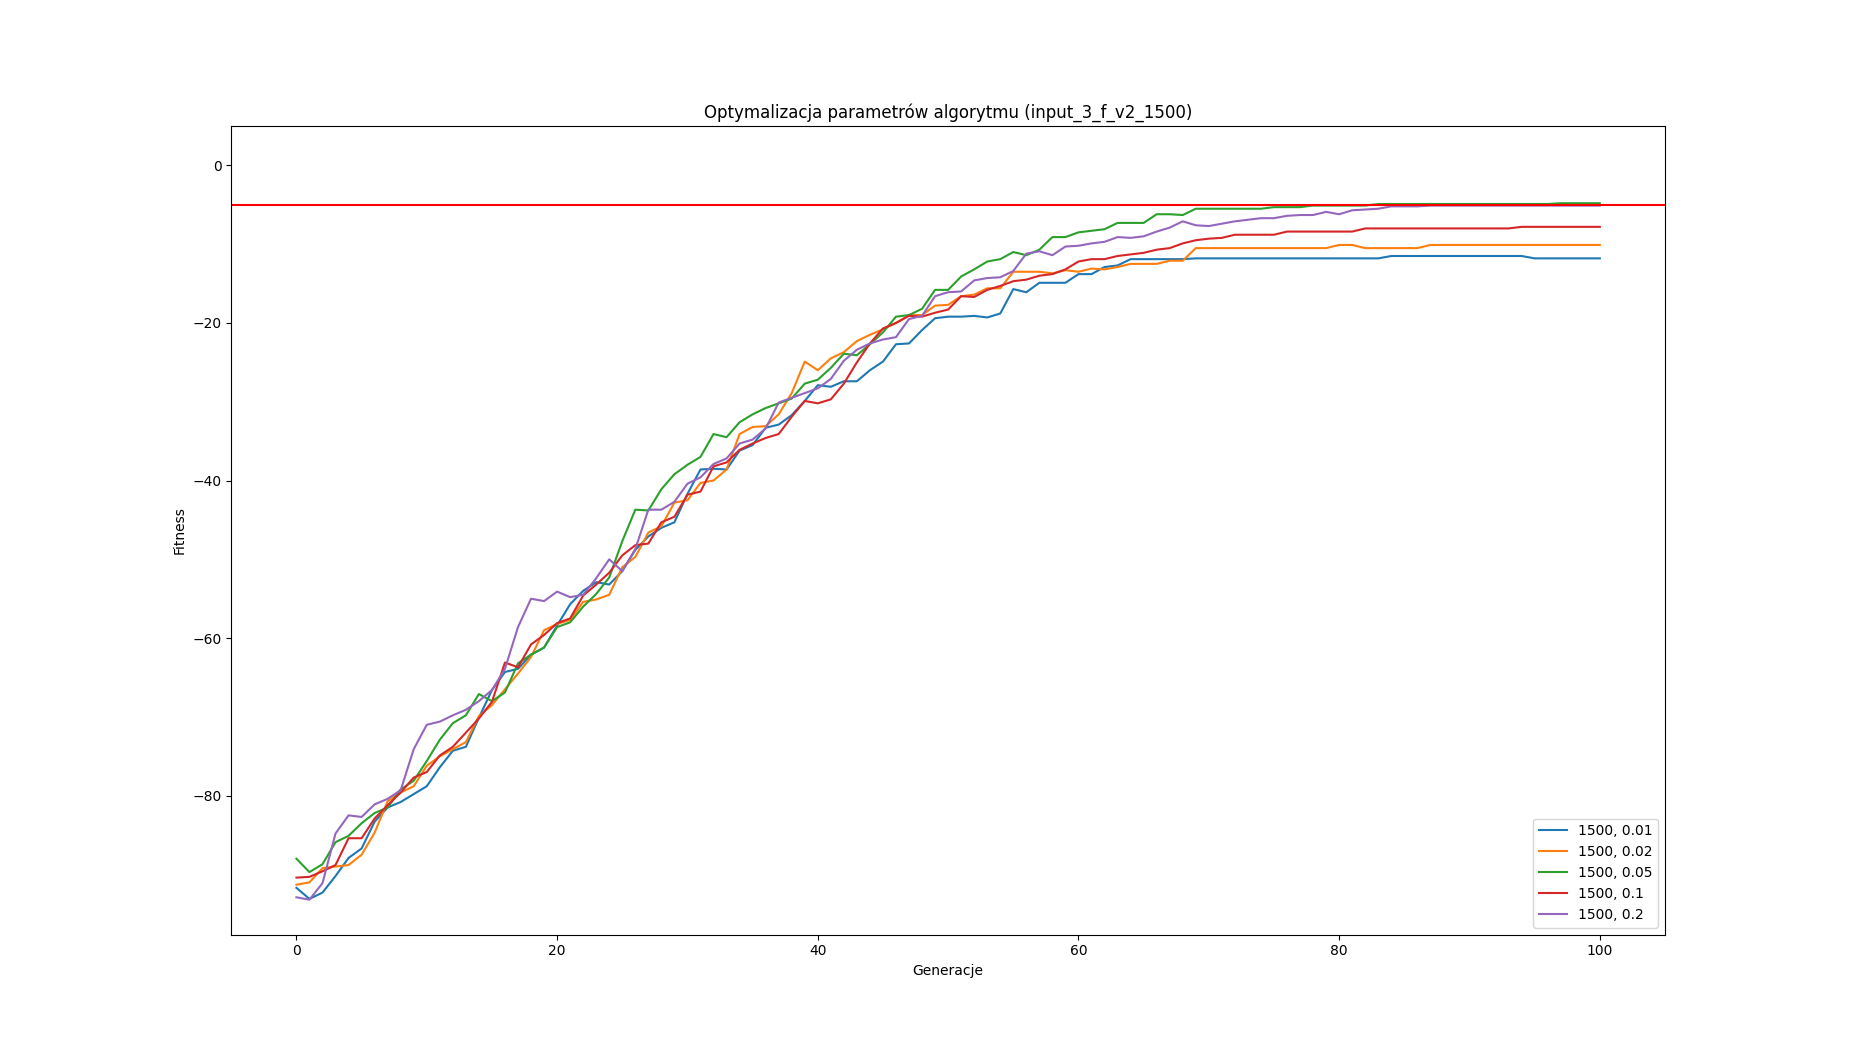 Optymalizacja parametrów algorytmu (input_3_f_v2_1500)
0
−20
−40
−60
−80
Fitness
0 20 40 60 80 100
Generacje
1500, 0.01
1500, 0.02
1500, 0.05
1500, 0.1
1500, 0.2